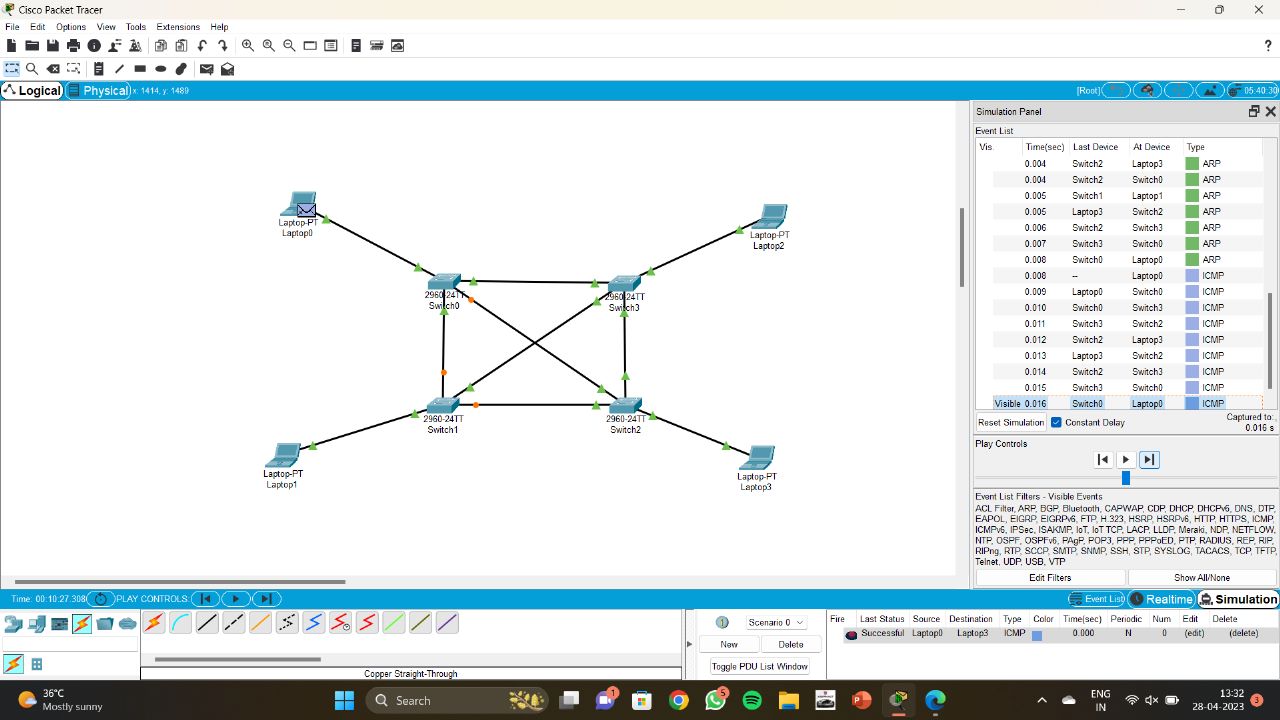 Cisco Packet Tracer
File Edit Options View Tools Extensions Help
?
Logical Physical x: 1414, y: 1489 [Root] 05:40:30
Simulation Panel
Event List
Vis. Time(sec) Last Device At Device Type
0.004 Switch2 Laptop3 ARP
0.004 Switch2 Switch0 ARP
0.005 Switch1 Laptop1 ARP
0.005 Laptop3 Switch2 ARP
0.006 Switch2 Switch3 ARP
0.007 Switch3 Switch0 ARP
0.008 Switch0 Laptop0 ARP
0.008 -- Laptop0 ICMP
0.009 Laptop0 Switch0 ICMP
0.010 Switch0 Switch3 ICMP
0.011 Switch3 Switch2 ICMP
0.012 Switch2 Laptop3 ICMP
0.013 Laptop3 Switch2 ICMP
0.014 Switch2 Switch3 ICMP
0.015 Switch3 Switch0 ICMP
Visible 0.016 Switch0 Laptop0 ICMP
Reset Simulation Constant Delay Captured to:
0.016 s
Play Controls
Event List Filters - Visible Events
ACL Filter, ARP, BGP, Bluetooth, CAPWAP, CDP, DHCP, DHCPv6, DNS, DTP,
EAPOL, EIGRP, EIGRPv6, FTP, H.323, HSRP, HSRPv6, HTTP, HTTPS, ICMP,
ICMPv6, IPSec, ISAKMP, IoT, IoT TCP, LACP, LLDP, Meraki, NDP, NETFLOW,
NTP, OSPF, OSPFv6, PAgP, POP3, PPP, PPPoED, PTP, RADIUS, REP, RIP,
RIPng, RTP, SCCP, SMTP, SNMP, SSH, STP, SYSLOG, TACACS, TCP, TFTP,
Telnet, UDP, USB, VTP
Edit Filters Show All/None
Laptop-PT
Laptop0
Laptop-PT
Laptop2
2960-24TT
Switch0
2960-24TT
Switch3
2960-24TT
Switch1
2960-24TT
Switch2
Laptop-PT
Laptop1
Laptop-PT
Laptop3
Time: 00:10:27.308 PLAY CONTROLS: Event List Realtime Simulation
Copper Straight-Through
Scenario 0
New Delete
Toggle PDU List Window
Fire Last Status Source Destination Type Color Time(sec) Periodic Num Edit Delete
Successful Laptop0 Laptop3 ICMP 0.000 N 0 (edit) (delete)
36°C
Mostly sunny
Search
1
5
ENG
IN
13:32
28-04-2023
3